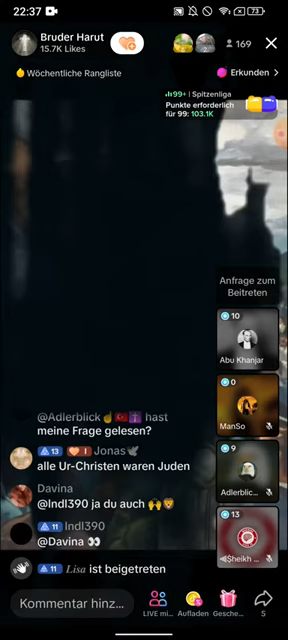 22:37
73
Bruder Harut
15.7K Likes
169
Wöchentliche Rangliste
Erkunden >
99+ | Spitzenliga
Punkte erforderlich
für 99: 103.1K
Anfrage zum
Beitreten
10
Abu Khanjar
0
ManSo
9
Adlerblic...
13
Sheikh ...
@Adlerblick☝️🇹🇷✝️ hast
meine Frage gelesen?
13 I Jonas🕊
alle Ur-Christen waren Juden
Davina
@lndl390 ja du auch 🙌🦁
11 lndl390
@Davina 👀
11 Lisa ist beigetreten
Kommentar hinz...
LIVE mi...
Aufladen
Gesche...
5